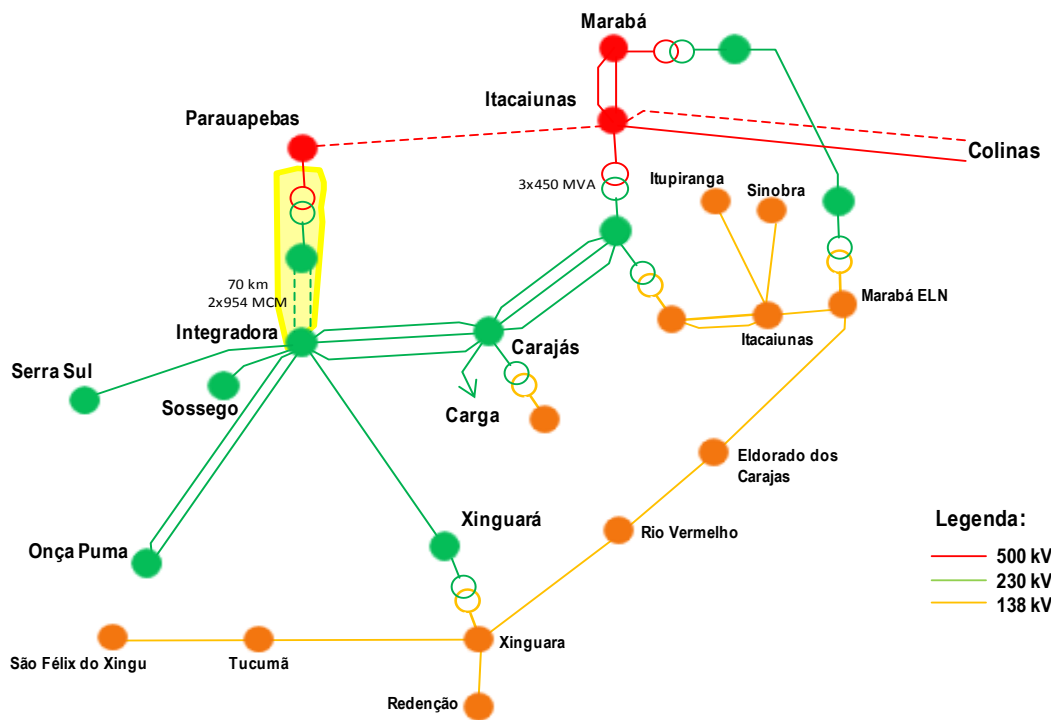 Marabá
Itacaiunas
Parauapebas
Colinas
3x450 MVA
Itupiranga
Sinobra
70 km
2x954 MCM
Marabá ELN
Integradora
Itacaiunas
Carajás
Serra Sul
Sossego
Carga
Eldorado dos
Carajas
Xinguará
Legenda:
Rio Vermelho
Onça Puma
500 kV
230 kV
138 kV
Xinguara
São Félix do Xingu
Tucumã
Redenção